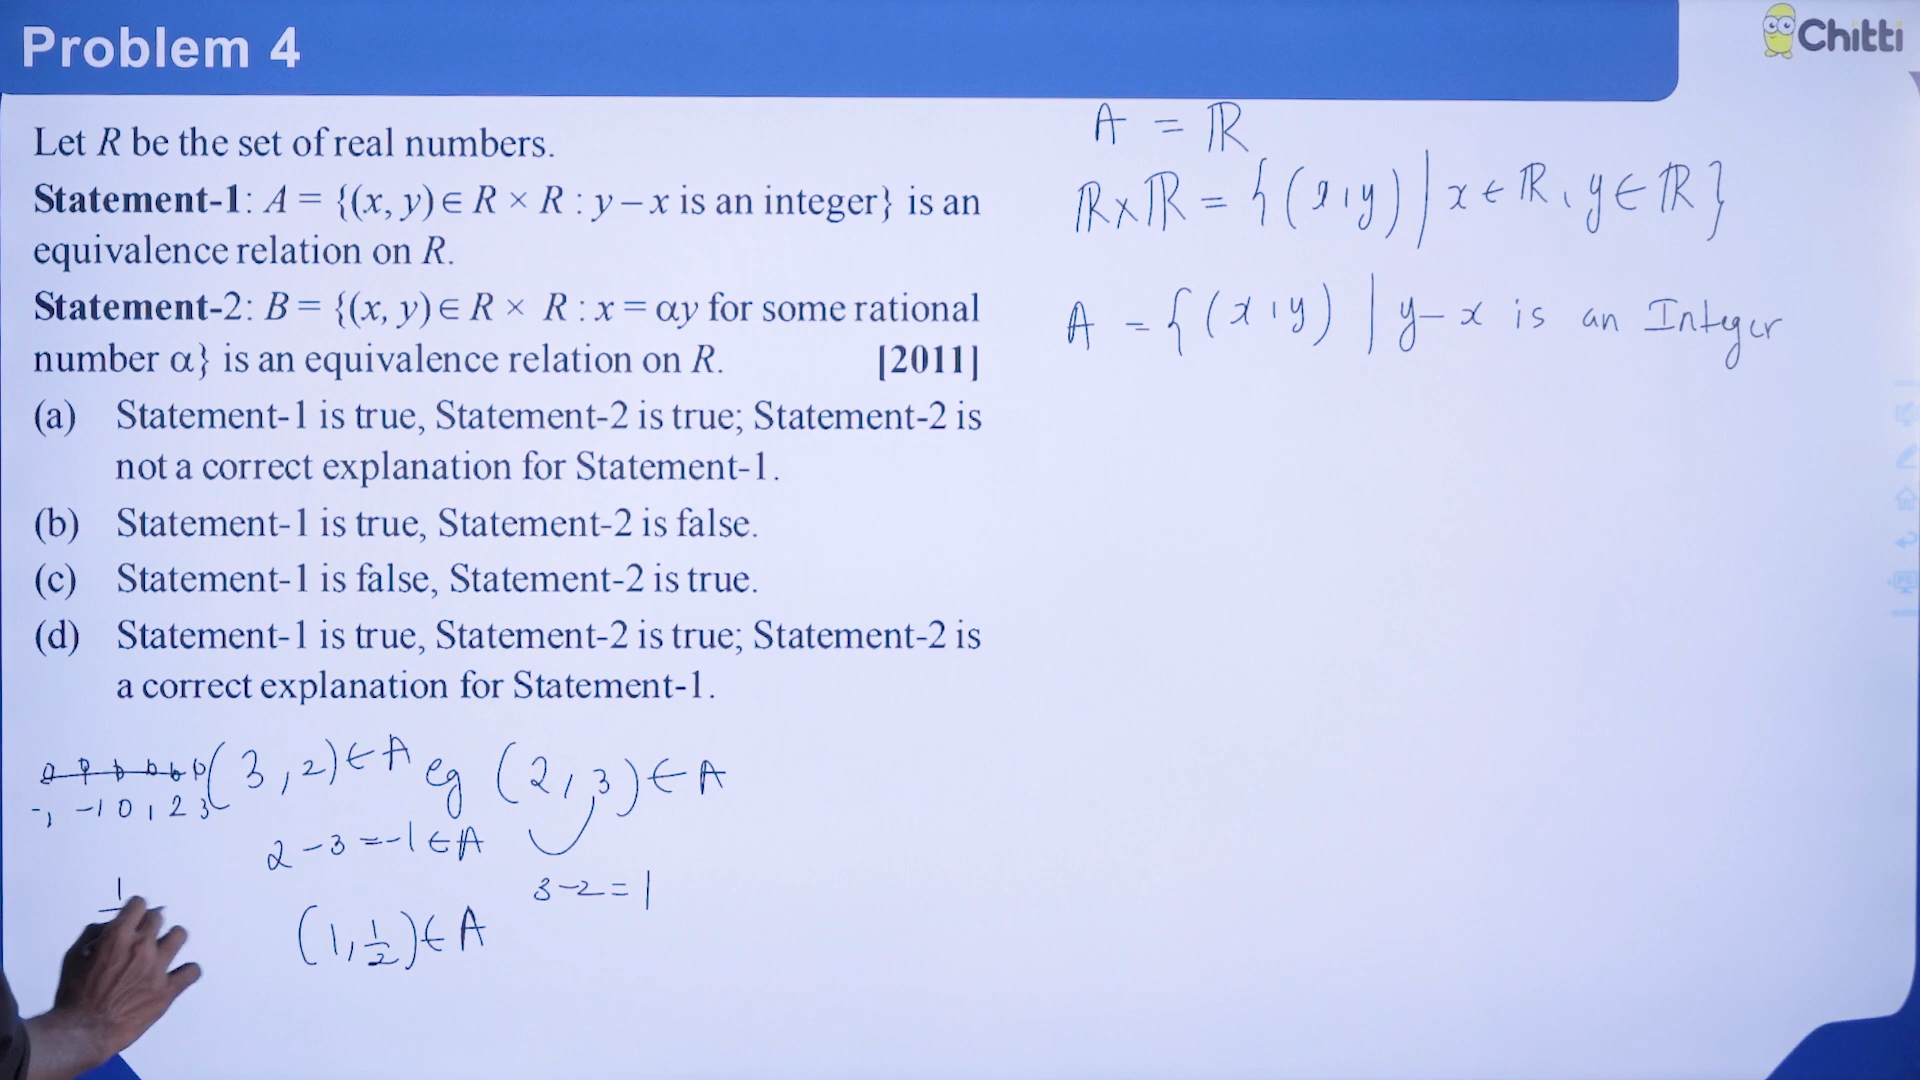 Problem 4
Chitti
Let R be the set of real numbers.
Statement-1: A = {(x, y) ∈ R × R : y – x is an integer} is an
equivalence relation on R.
Statement-2: B = {(x, y) ∈ R × R : x = αy for some rational
number α} is an equivalence relation on R. [2011]
(a) Statement-1 is true, Statement-2 is true; Statement-2 is
not a correct explanation for Statement-1.
(b) Statement-1 is true, Statement-2 is false.
(c) Statement-1 is false, Statement-2 is true.
(d) Statement-1 is true, Statement-2 is true; Statement-2 is
a correct explanation for Statement-1.
A = ℝ
ℝ×ℝ = {(x,y) | x ∈ ℝ, y ∈ ℝ}
A = {(x,y) | y – x is an Integer
(3,2) ∈ A eg (2,3) ∈ A
-1 0 1 2 3
2 – 3 = –1 ∈ A
3 – 2 = 1
(1, 1/2) ∈ A
1